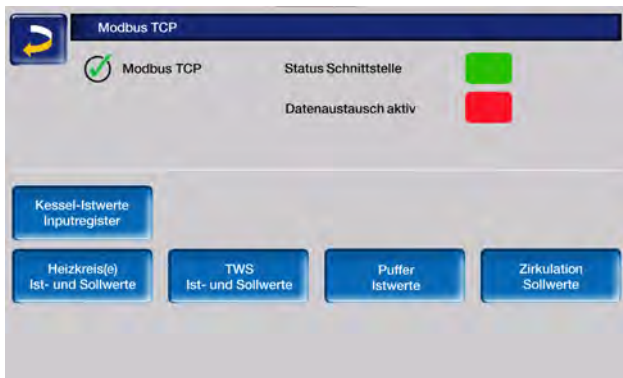 Modbus TCP
Modbus TCP
Status Schnittstelle
Datenaustausch aktiv
Kessel-Istwerte
Inputregister
Heizkreis(e)
Ist- und Sollwerte
TWS
Ist- und Sollwerte
Puffer
Istwerte
Zirkulation
Sollwerte